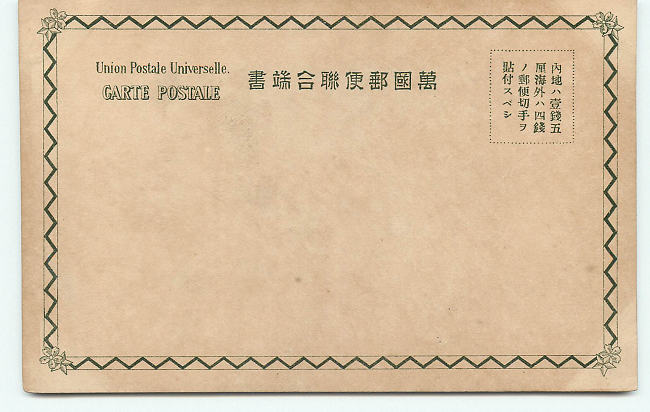 Union Postale Universelle.
CARTE POSTALE
書端合聯便郵國萬
內地ハ壹錢五
厘海外ハ四錢
ノ郵便切手ヲ
貼付スベシ